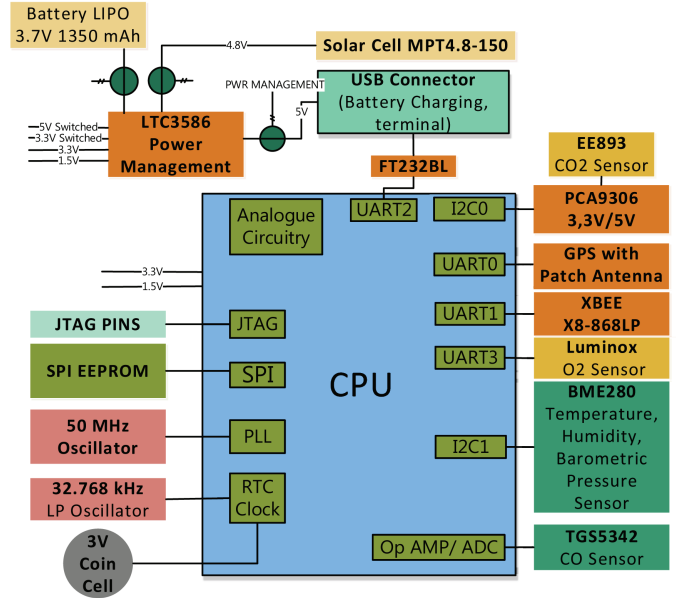 Battery LIPO
3.7V 1350 mAh
4.8V
Solar Cell MPT4.8-150
PWR MANAGEMENT
USB Connector
(Battery Charging,
terminal)
5V
5V Switched
3.3V Switched
3.3V
1.5V
LTC3586
Power
Management
FT232BL
EE893
CO2 Sensor
PCA9306
3,3V/5V
Analogue
Circuitry
UART2
I2C0
UART0
GPS with
Patch Antenna
3.3V
1.5V
UART1
XBEE
X8-868LP
JTAG PINS
JTAG
UART3
Luminox
O2 Sensor
SPI EEPROM
SPI
CPU
50 MHz
Oscillator
PLL
I2C1
BME280
Temperature,
Humidity,
Barometric
Pressure
Sensor
32.768 kHz
LP Oscillator
RTC
Clock
3V
Coin
Cell
Op AMP/ ADC
TGS5342
CO Sensor